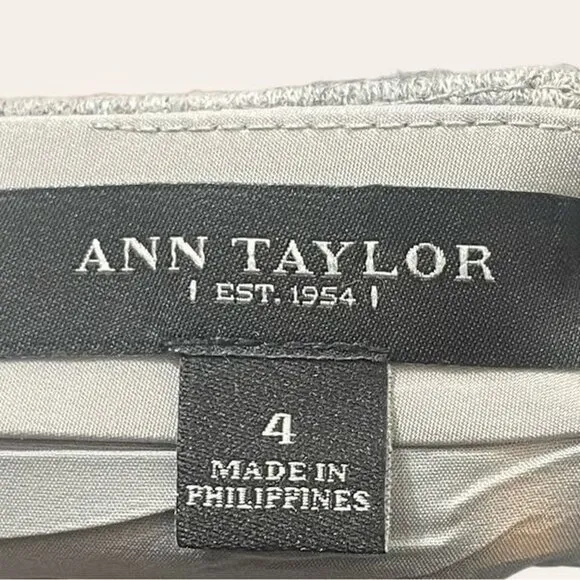 ANN TAYLOR
EST. 1954
4
MADE IN
PHILIPPINES